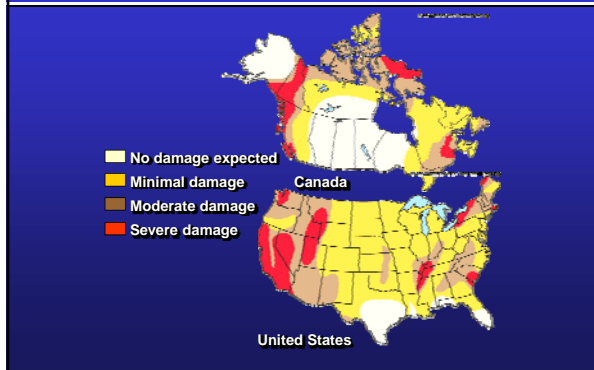 No damage expected
Minimal damage
Moderate damage
Severe damage
Canada
United States